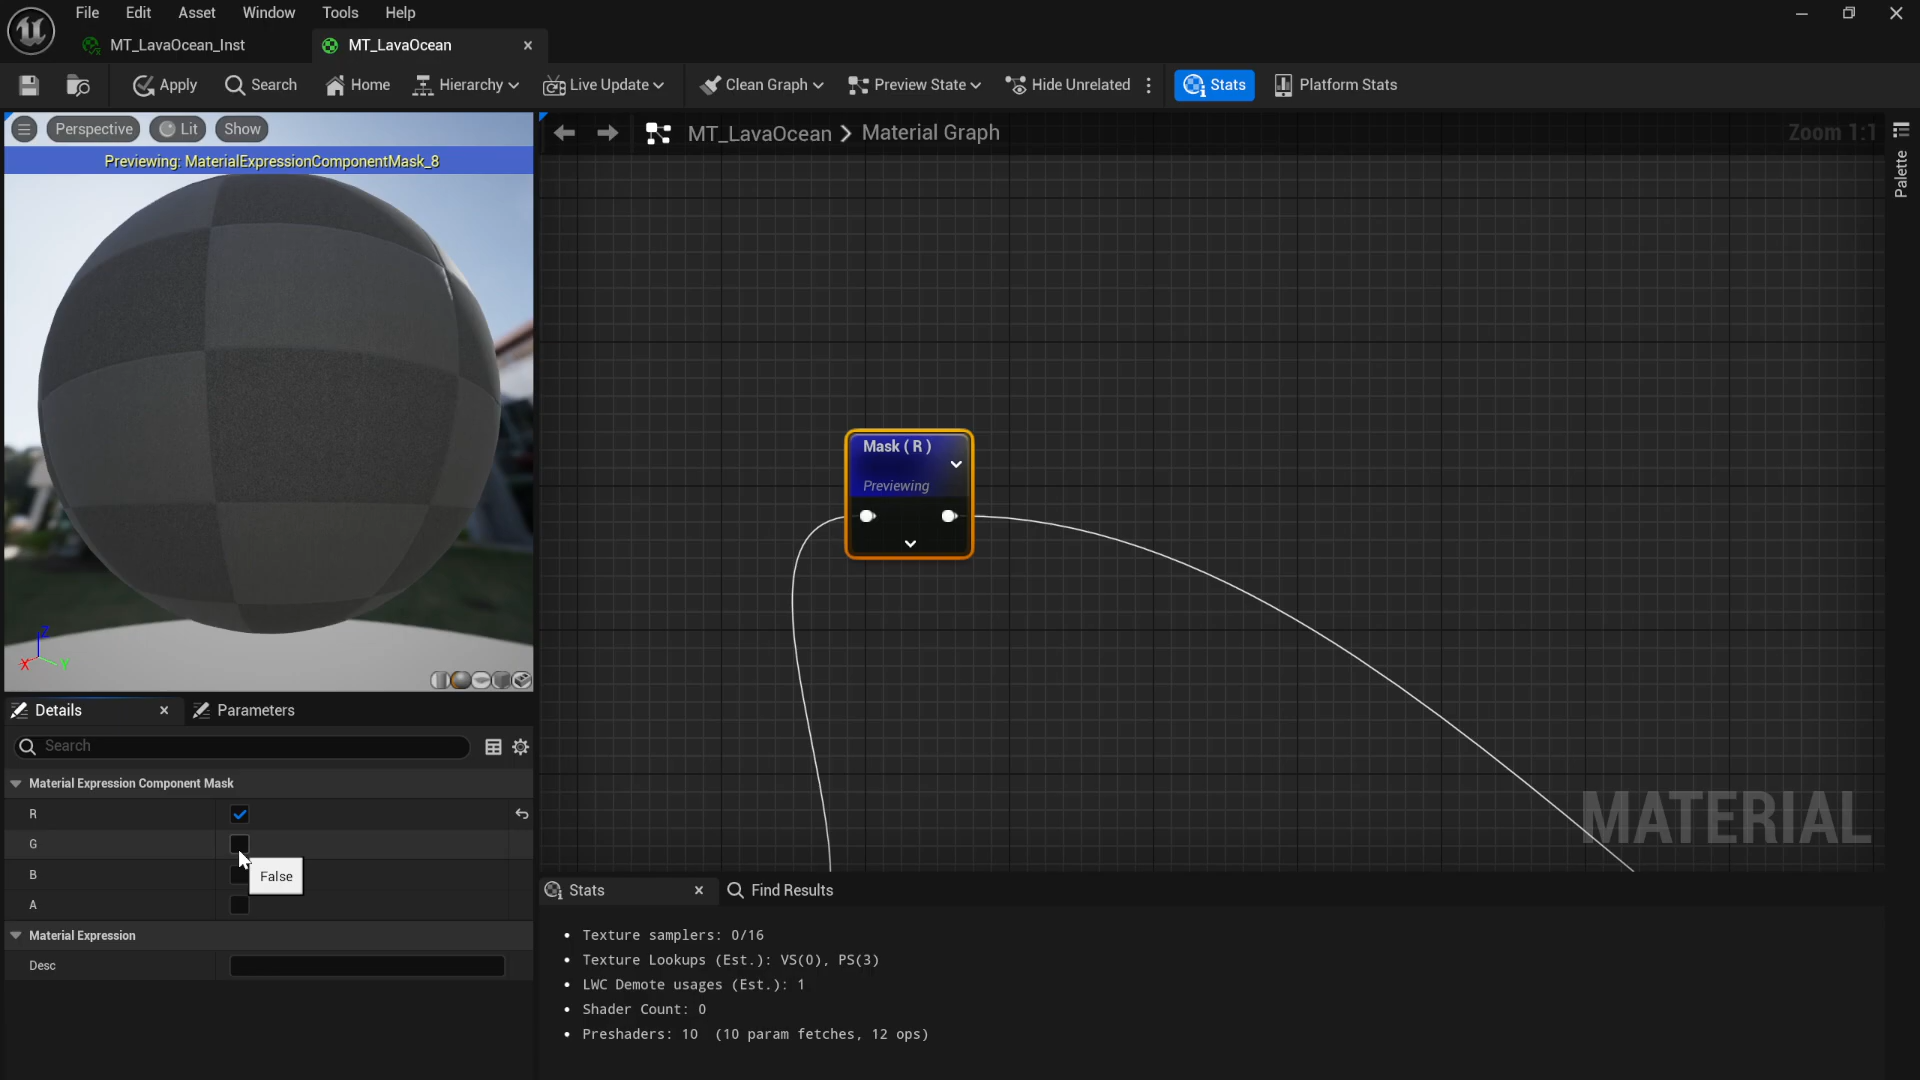 File Edit Asset Window Tools Help
MT_LavaOcean_Inst MT_LavaOcean
Apply Search Home Hierarchy Live Update Clean Graph Preview State Hide Unrelated Stats Platform Stats
Perspective Lit Show
Previewing: MaterialExpressionComponentMask_8
MT_LavaOcean Material Graph
Zoom 1:1
Palette
Mask ( R )
Previewing
Z
X Y
MATERIAL
Details Parameters
Search
Material Expression Component Mask
R
G
B
False
A
Material Expression
Desc
Stats Find Results
• Texture samplers: 0/16
• Texture Lookups (Est.): VS(0), PS(3)
• LWC Demote usages (Est.): 1
• Shader Count: 0
• Preshaders: 10 (10 param fetches, 12 ops)